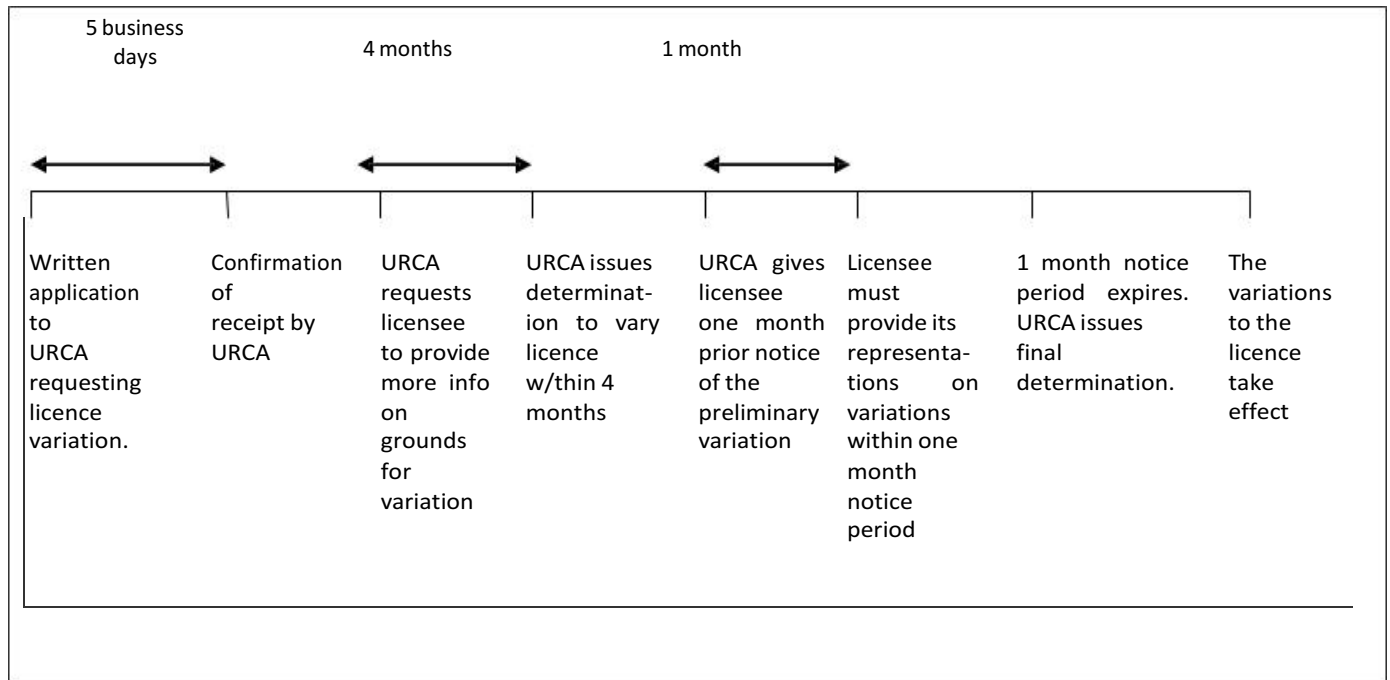 5 business
days
4 months
1 month
Written
application
to
URCA
requesting
licence
variation.
Confirmation
of
receipt by
URCA
URCA
requests
licensee
to provide
more info
on
grounds
for
variation
URCA issues
determinat-
ion to vary
licence
w/thin 4
months
URCA gives
licensee
one month
prior notice
of the
preliminary
variation
Licensee
must
provide its
representa-
tions on
variations
within one
month
notice
period
1 month notice
period expires.
URCA issues
final
determination.
The
variations
to the
licence
take
effect